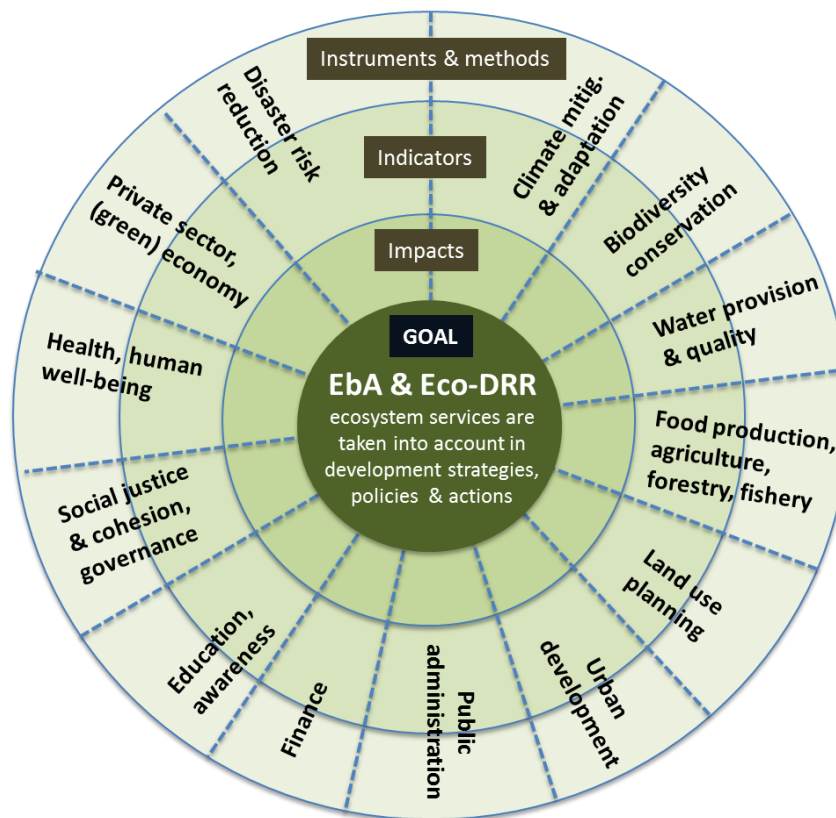 Instruments & methods
Indicators
Impacts
GOAL
EbA & Eco-DRR
ecosystem services are
taken into account in
development strategies,
policies & actions
Climate mitig.
& adaptation
Biodiversity
conservation
Water provision
& quality
Food production,
agriculture,
forestry, fishery
Land use
planning
Urban
development
Public
administration
Finance
Education,
awareness
Social justice
& cohesion,
governance
Health, human
well-being
Private sector,
(green) economy
Disaster risk
reduction